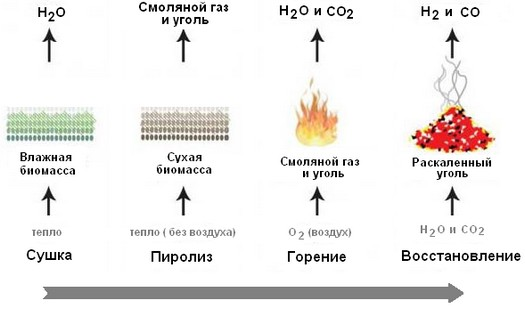 H2O
Смоляной газ
и уголь
H2O и CO2
H2 и CO
Влажная
биомасса
Сухая
биомасса
Смоляной газ
и уголь
Раскаленный
уголь
тепло
тепло ( без воздуха)
O2 (воздух)
H2O и CO2
Сушка
Пиролиз
Горение
Восстановление